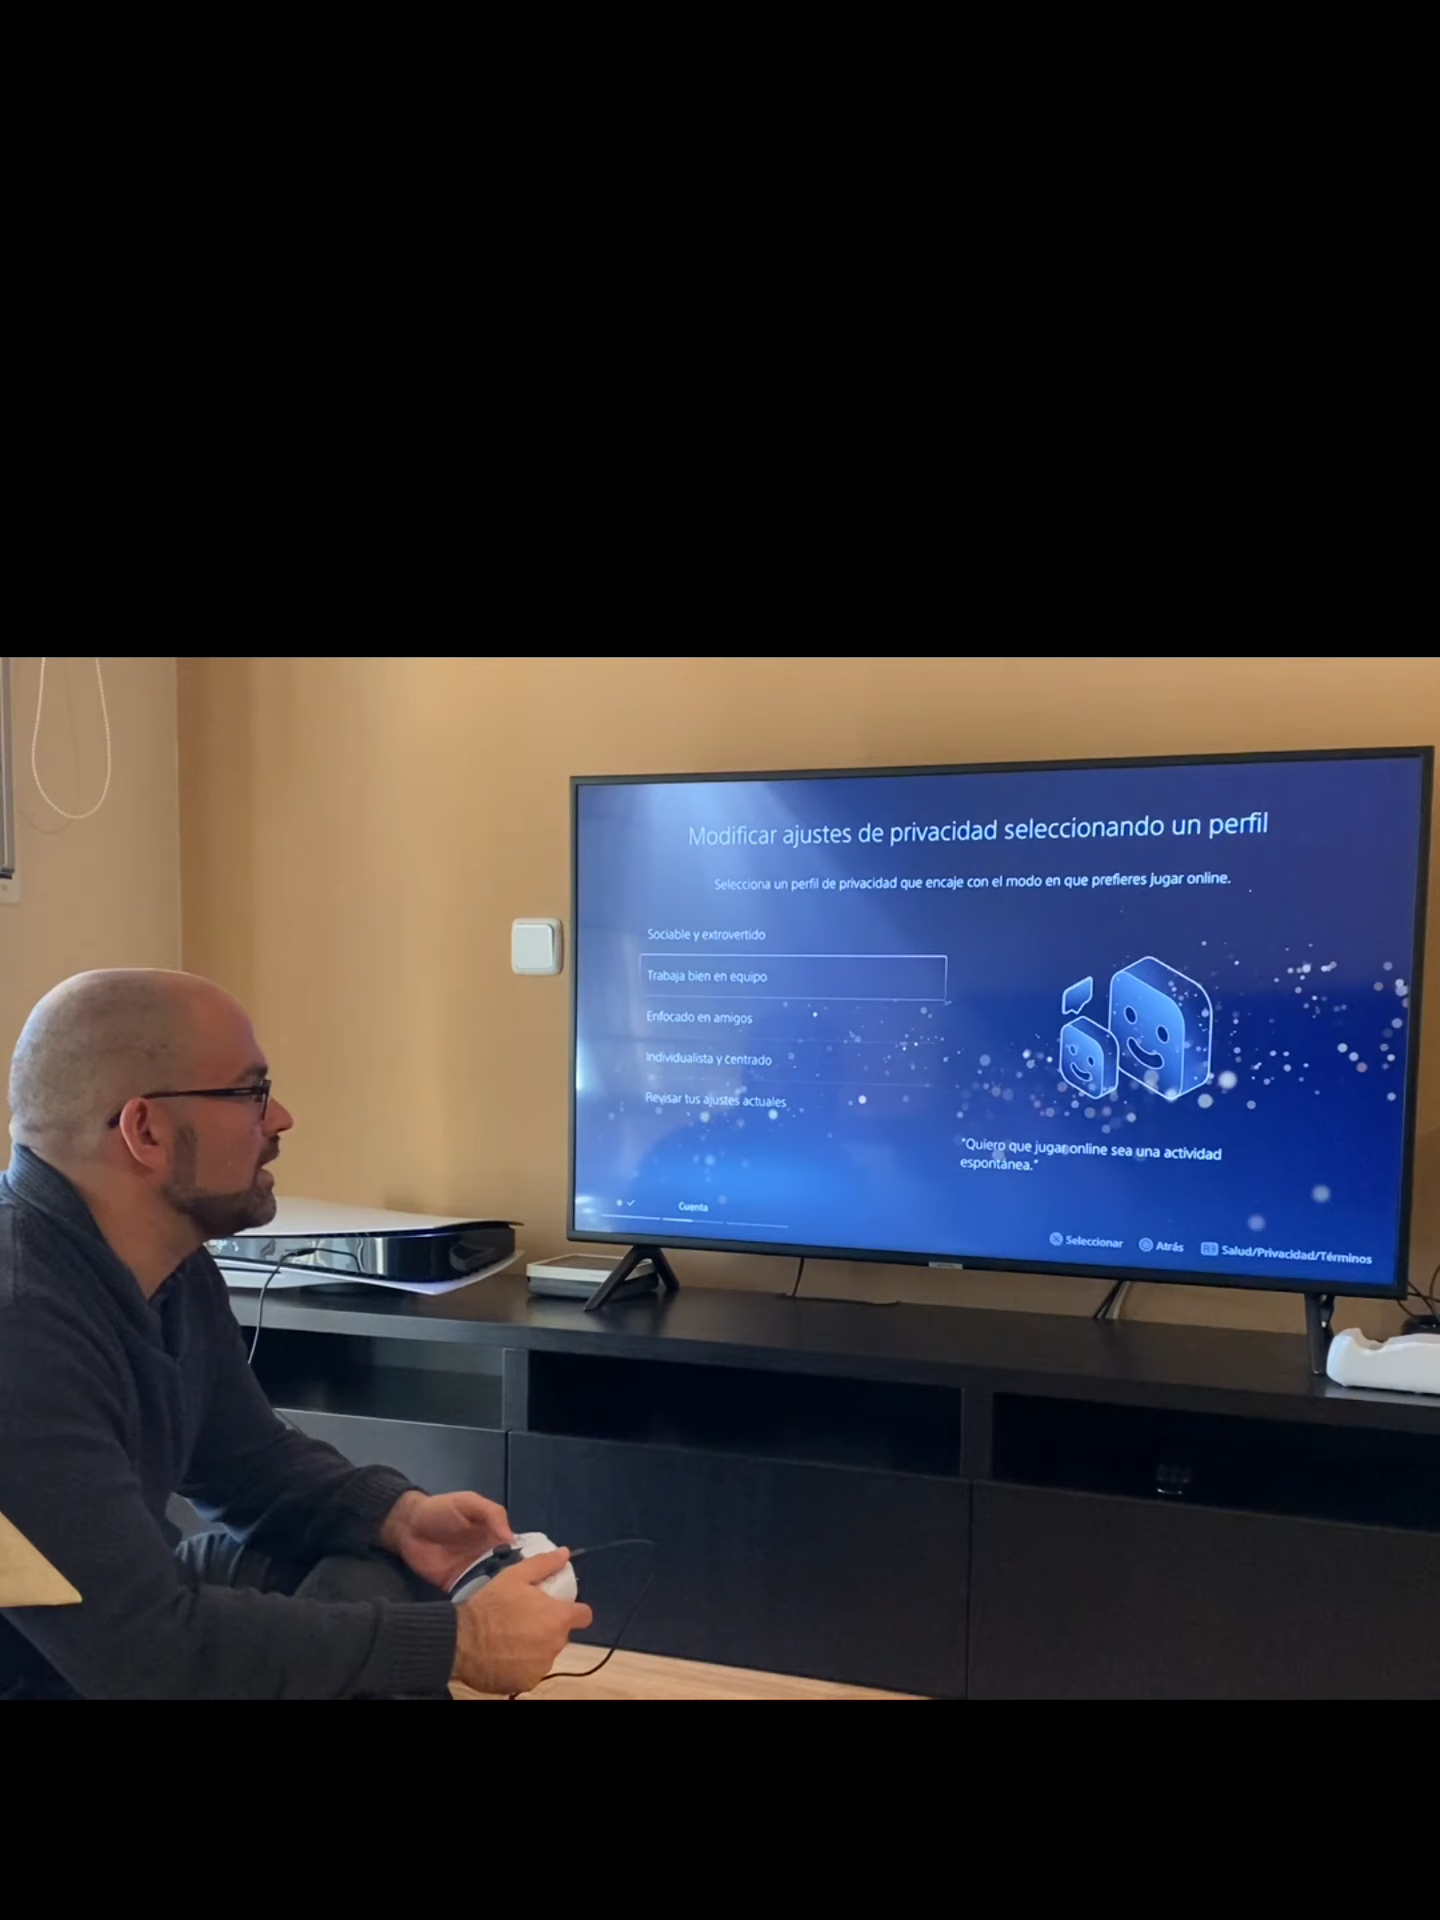 Modificar ajustes de privacidad seleccionando un perfil
Selecciona un perfil de privacidad que encaje con el modo en que prefieres jugar online.
Sociable y extrovertido
Trabaja bien en equipo
Enfocado en amigos
Individualista y centrado
Revisar tus ajustes actuales
"Quiero que jugar online sea una actividad
espontánea."
Cuenta
Seleccionar Atrás Salud/Privacidad/Términos